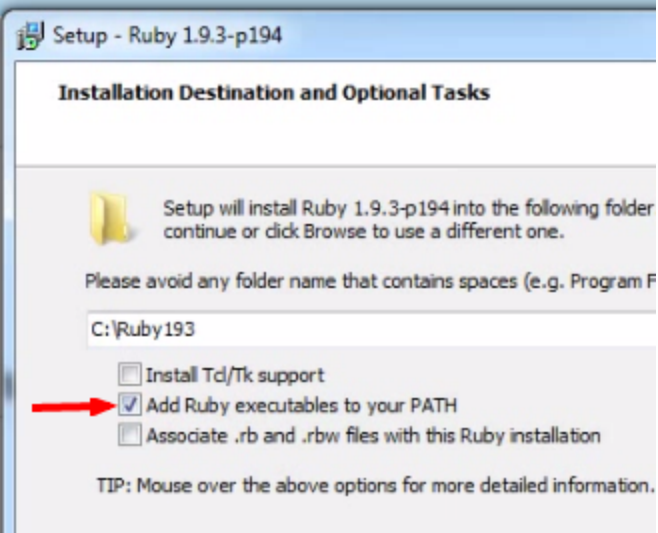 Setup - Ruby 1.9.3-p194
Installation Destination and Optional Tasks
Setup will install Ruby 1.9.3-p194 into the following folder
continue or click Browse to use a different one.
Please avoid any folder name that contains spaces (e.g. Program F
C:\Ruby193
Install Tcl/Tk support
Add Ruby executables to your PATH
Associate .rb and .rbw files with this Ruby installation
TIP: Mouse over the above options for more detailed information.